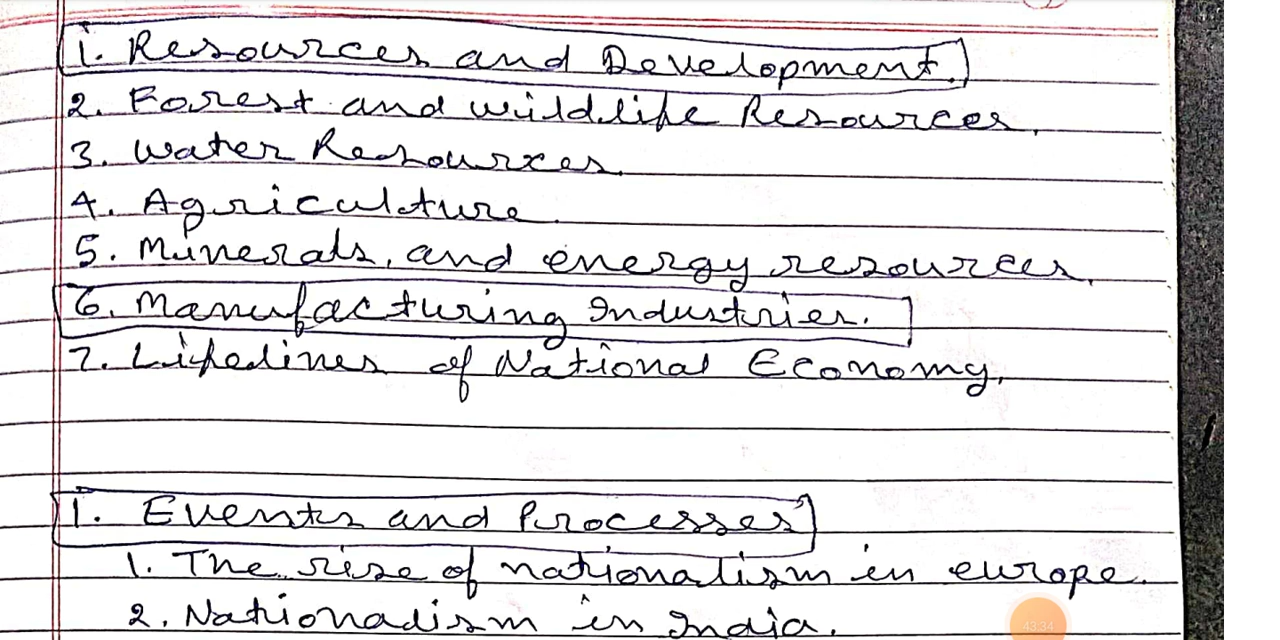 1. Resources and Development.
2. Forest and wildlife Resources.
3. Water Resources.
4. Agriculture.
5. Minerals, and energy resources.
6. Manufacturing Industries.
7. Lifelines of National Economy.
1. Events and Processes
1. The rise of nationalism in europe.
2. Nationalism in India.
43:34